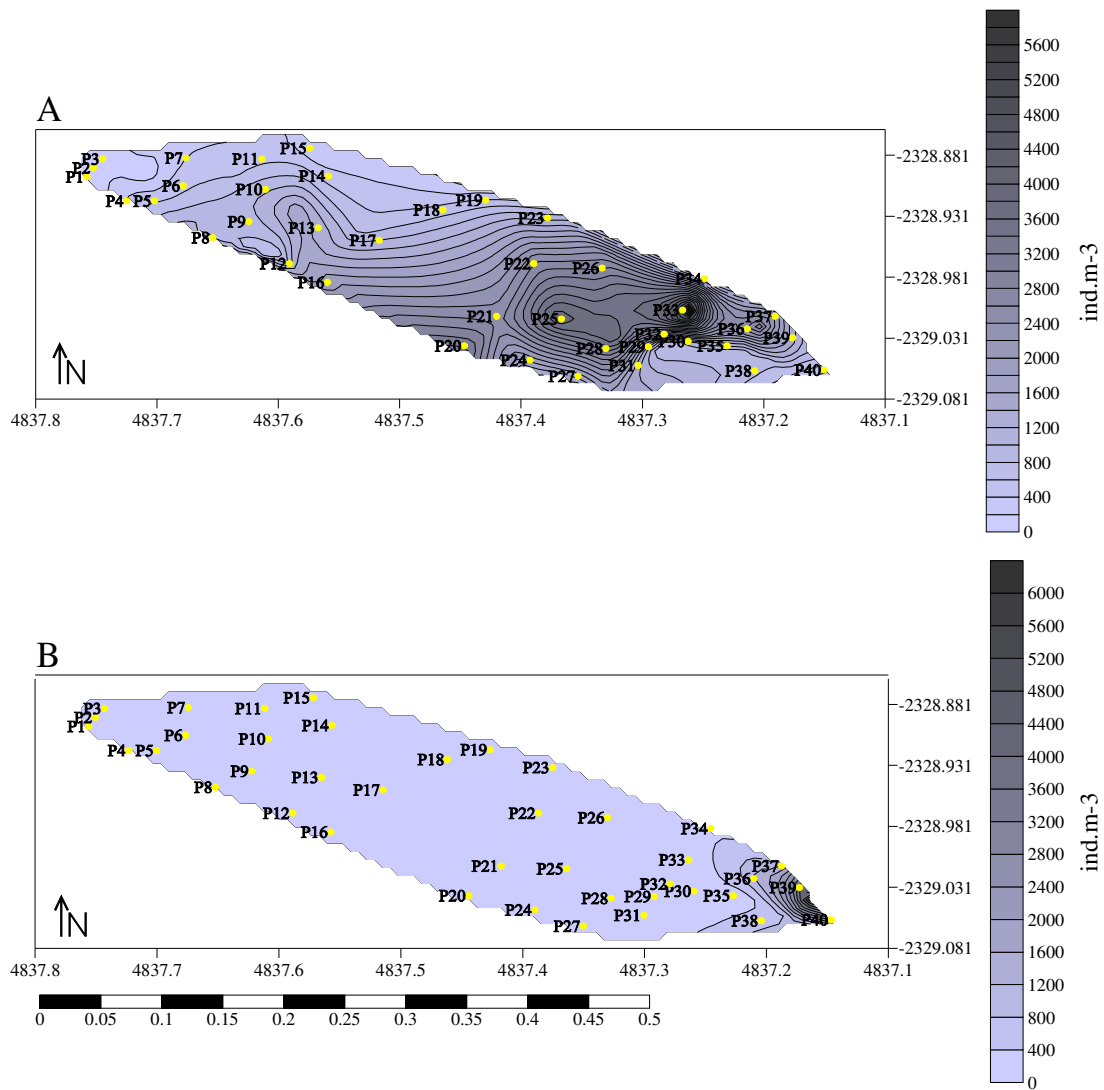 A
5600
5200
4800
4400
4000
3600
3200
2800
2400
2000
1600
1200
800
400
0
ind.m-3
P1
P2
P3
P4
P5
P6
P7
P8
P9
P10
P11
P12
P13
P14
P15
P16
P17
P18
P19
P20
P21
P22
P23
P24
P25
P26
P27
P28
P29
P30
P31
P32
P33
P34
P35
P36
P37
P38
P39
P40
-2328.881
-2328.931
-2328.981
-2329.031
-2329.081
N
4837.8 4837.7 4837.6 4837.5 4837.4 4837.3 4837.2 4837.1
B
6000
5600
5200
4800
4400
4000
3600
3200
2800
2400
2000
1600
1200
800
400
0
ind.m-3
P1
P2
P3
P4
P5
P6
P7
P8
P9
P10
P11
P12
P13
P14
P15
P16
P17
P18
P19
P20
P21
P22
P23
P24
P25
P26
P27
P28
P29
P30
P31
P32
P33
P34
P35
P36
P37
P38
P39
P40
-2328.881
-2328.931
-2328.981
-2329.031
-2329.081
N
4837.8 4837.7 4837.6 4837.5 4837.4 4837.3 4837.2 4837.1
0 0.05 0.1 0.15 0.2 0.25 0.3 0.35 0.4 0.45 0.5